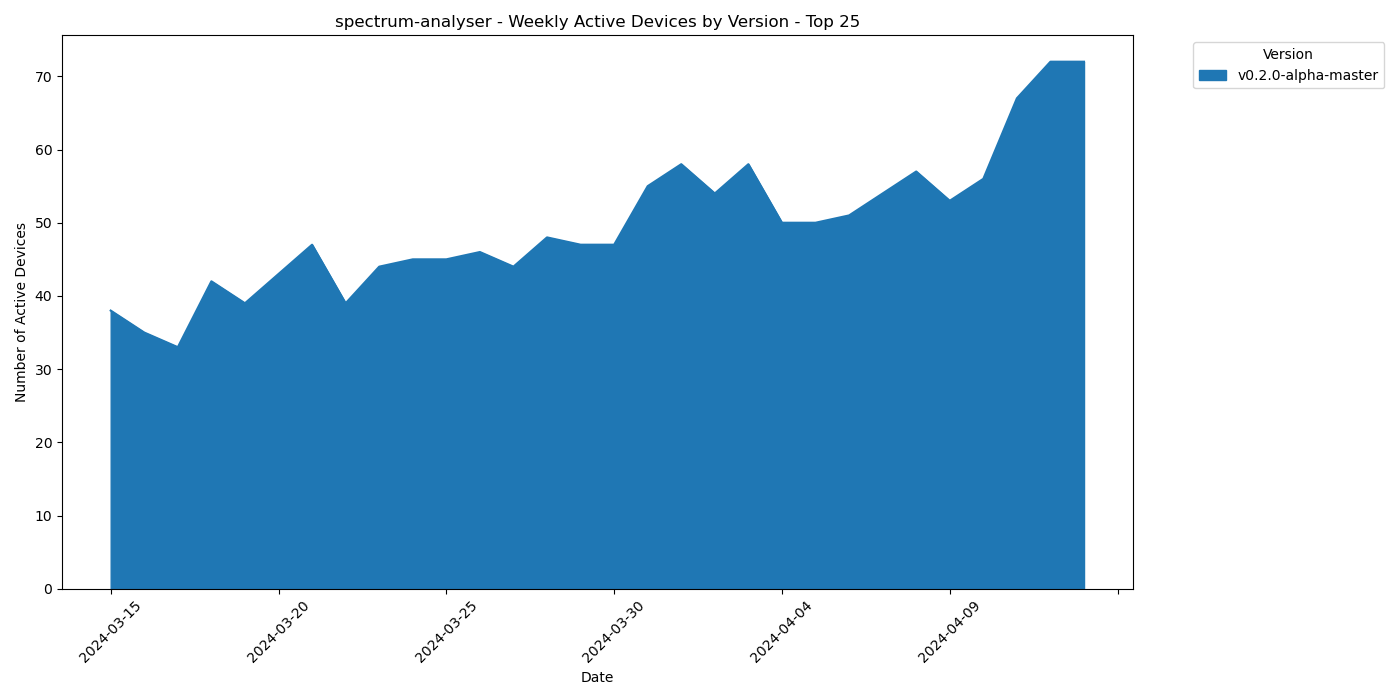 spectrum-analyser - Weekly Active Devices by Version - Top 25
Version
v0.2.0-alpha-master
Number of Active Devices
70
60
50
40
30
20
10
0
2024-03-15
2024-03-20
2024-03-25
2024-03-30
2024-04-04
2024-04-09
Date